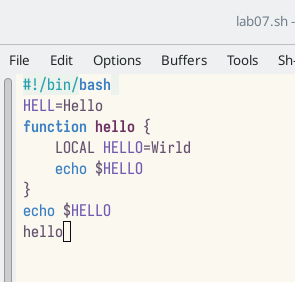 lab07.sh -
File Edit Options Buffers Tools Sh-
#!/bin/bash
HELL=Hello
function hello {
    LOCAL HELLO=Wirld
    echo $HELLO
}
echo $HELLO
hello